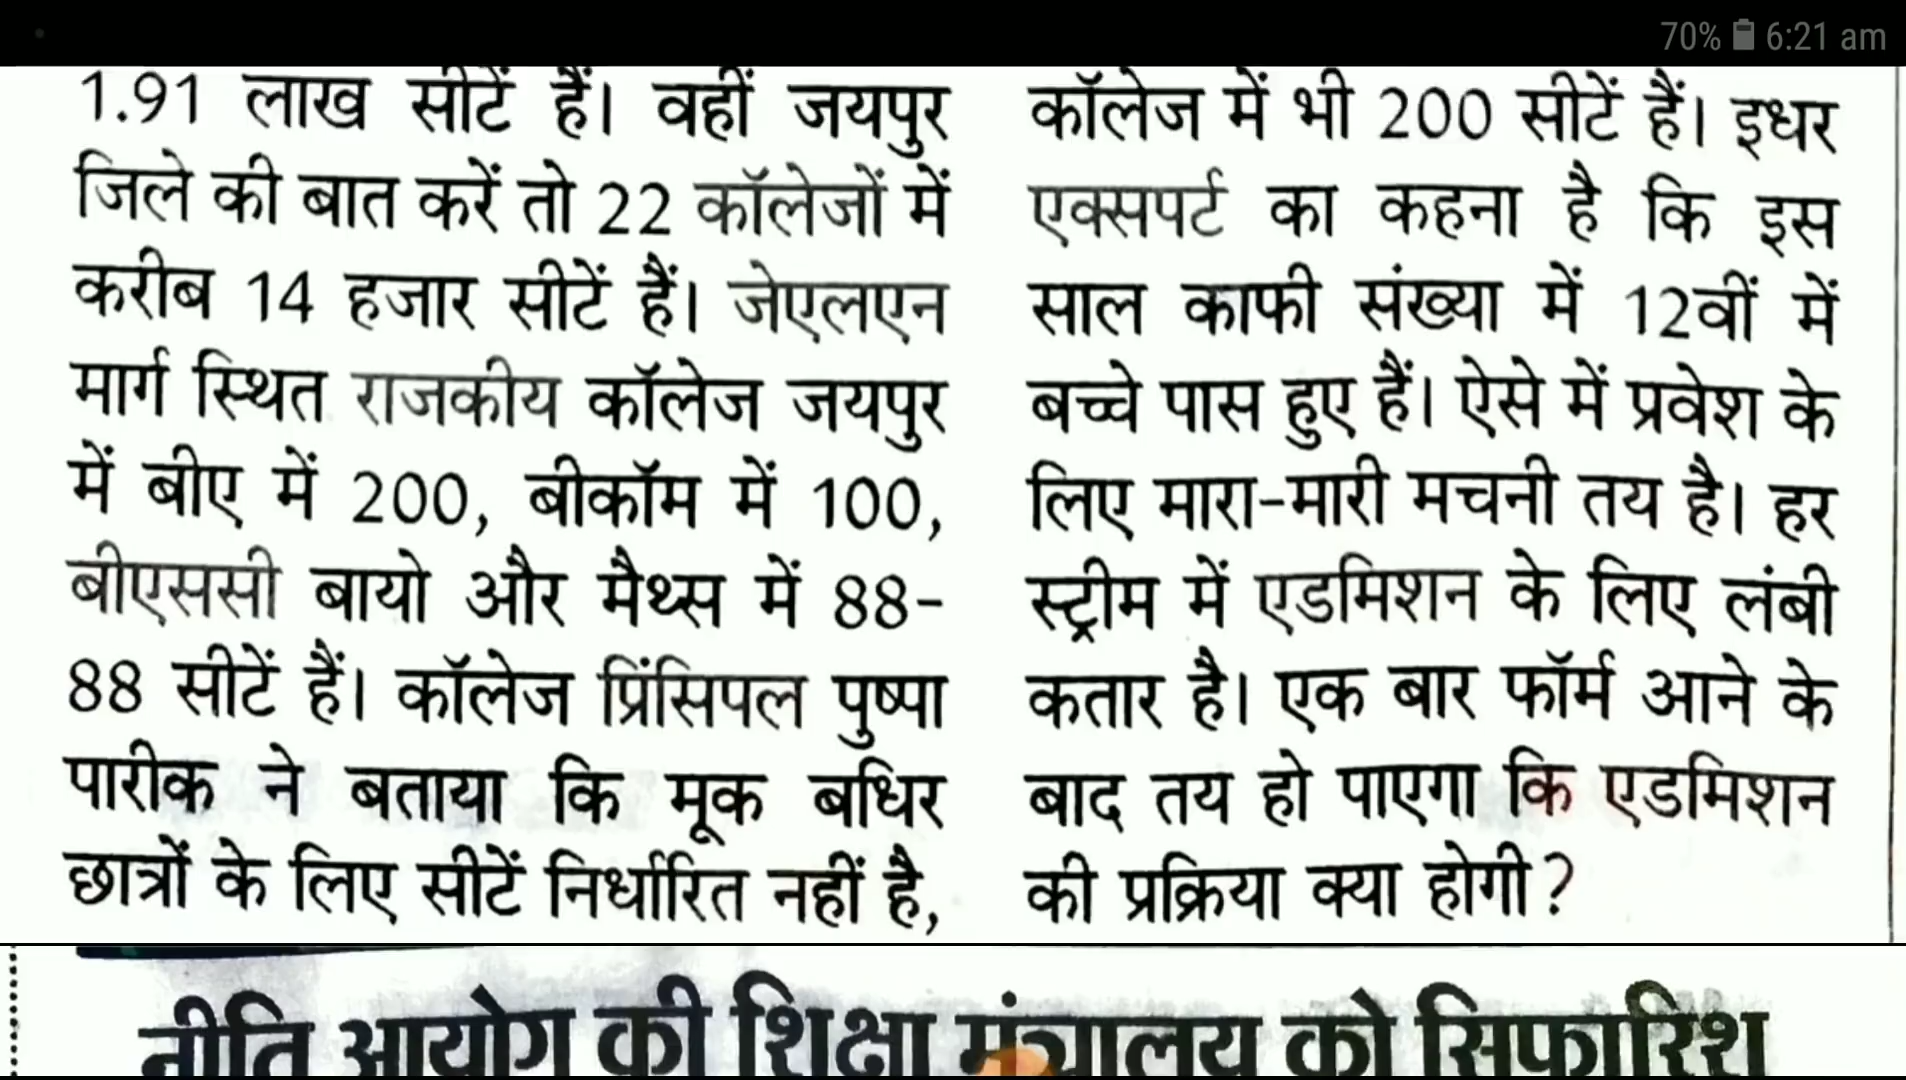 70% 6:21 am
1.91 लाख सीटें हैं। वहीं जयपुर
जिले की बात करें तो 22 कॉलेजों में
करीब 14 हजार सीटें हैं। जेएलएन
मार्ग स्थित राजकीय कॉलेज जयपुर
में बीए में 200, बीकॉम में 100,
बीएससी बायो और मैथ्स में 88-
88 सीटें हैं। कॉलेज प्रिंसिपल पुष्पा
पारीक ने बताया कि मूक बधिर
छात्रों के लिए सीटें निर्धारित नहीं है,
कॉलेज में भी 200 सीटें हैं। इधर
एक्सपर्ट का कहना है कि इस
साल काफी संख्या में 12वीं में
बच्चे पास हुए हैं। ऐसे में प्रवेश के
लिए मारा-मारी मचनी तय है। हर
स्ट्रीम में एडमिशन के लिए लंबी
कतार है। एक बार फॉर्म आने के
बाद तय हो पाएगा कि एडमिशन
की प्रक्रिया क्या होगी?
नीति आयोग की शिक्षा मंत्रालय को सिफारिश